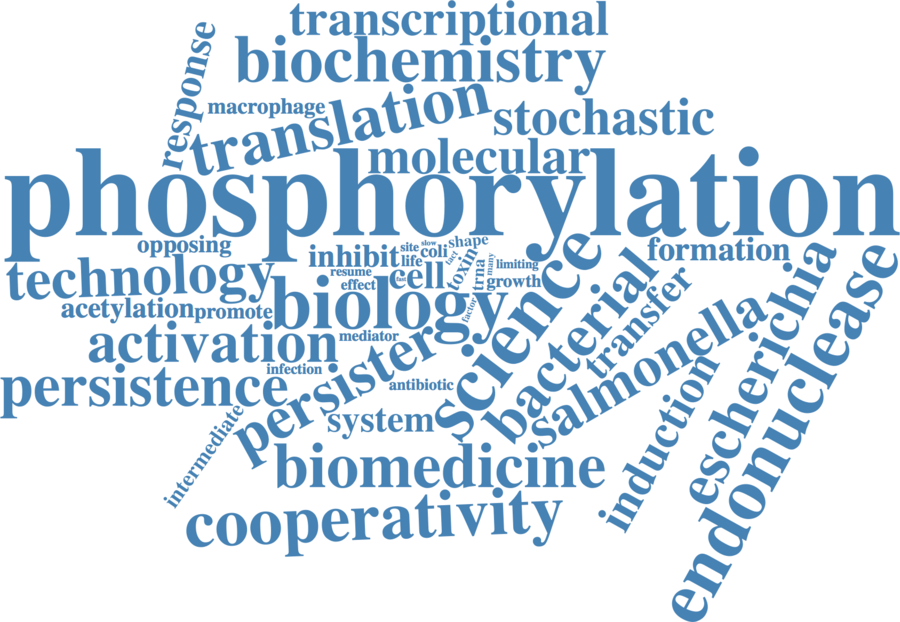 transcriptional
biochemistry
response
macrophage
translation
stochastic
molecular
phosphorylation
opposing
inhibit
site
slow
shape
life
coli
fact
formation
technology
resume
cell
toxin
trna
many
limiting
effect
growth
acetylation
promote
biology
factor
science
bacterial
transfer
escherichia
endonuclease
activation
mediator
persister
salmonella
infection
persistence
antibiotic
induction
intermediate
system
biomedicine
cooperativity